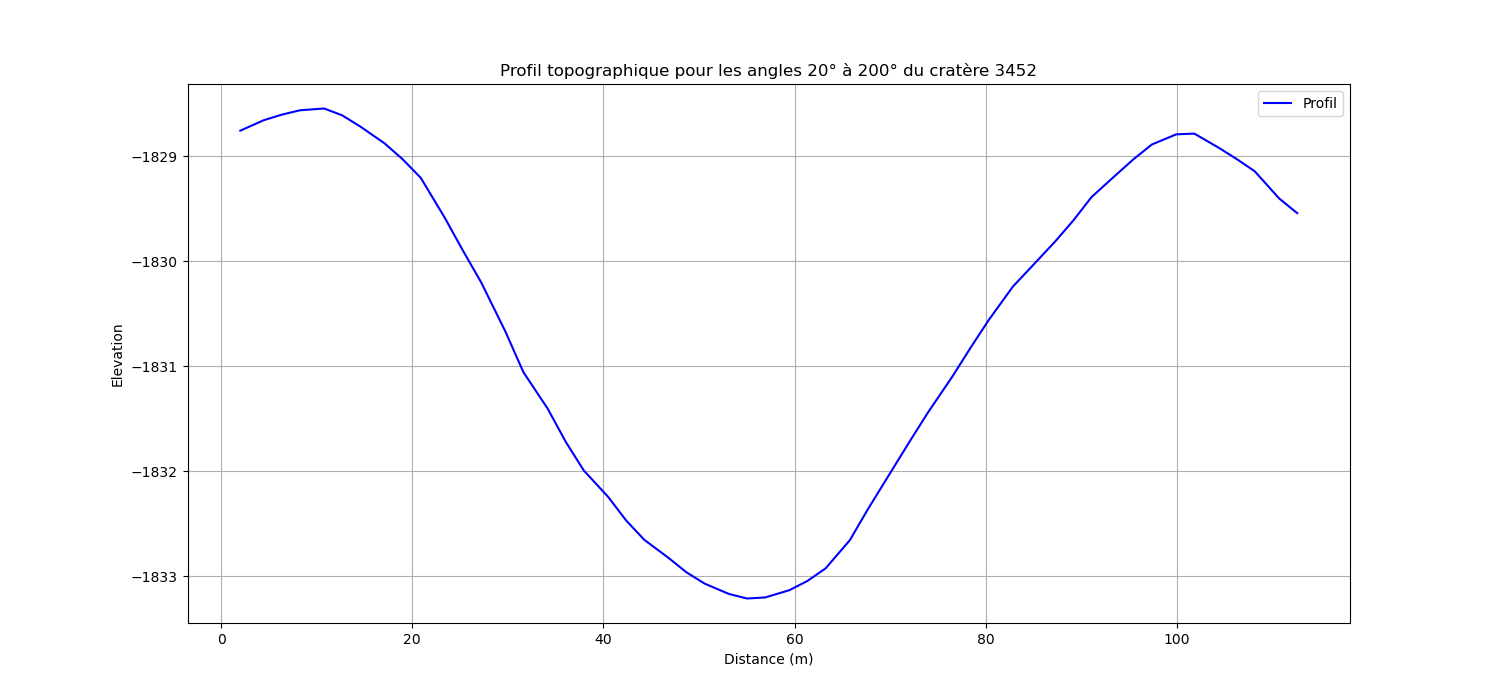 Profil topographique pour les angles 20° à 200° du cratère 3452
Profil
−1829
−1830
−1831
−1832
−1833
Elevation
0 20 40 60 80 100
Distance (m)